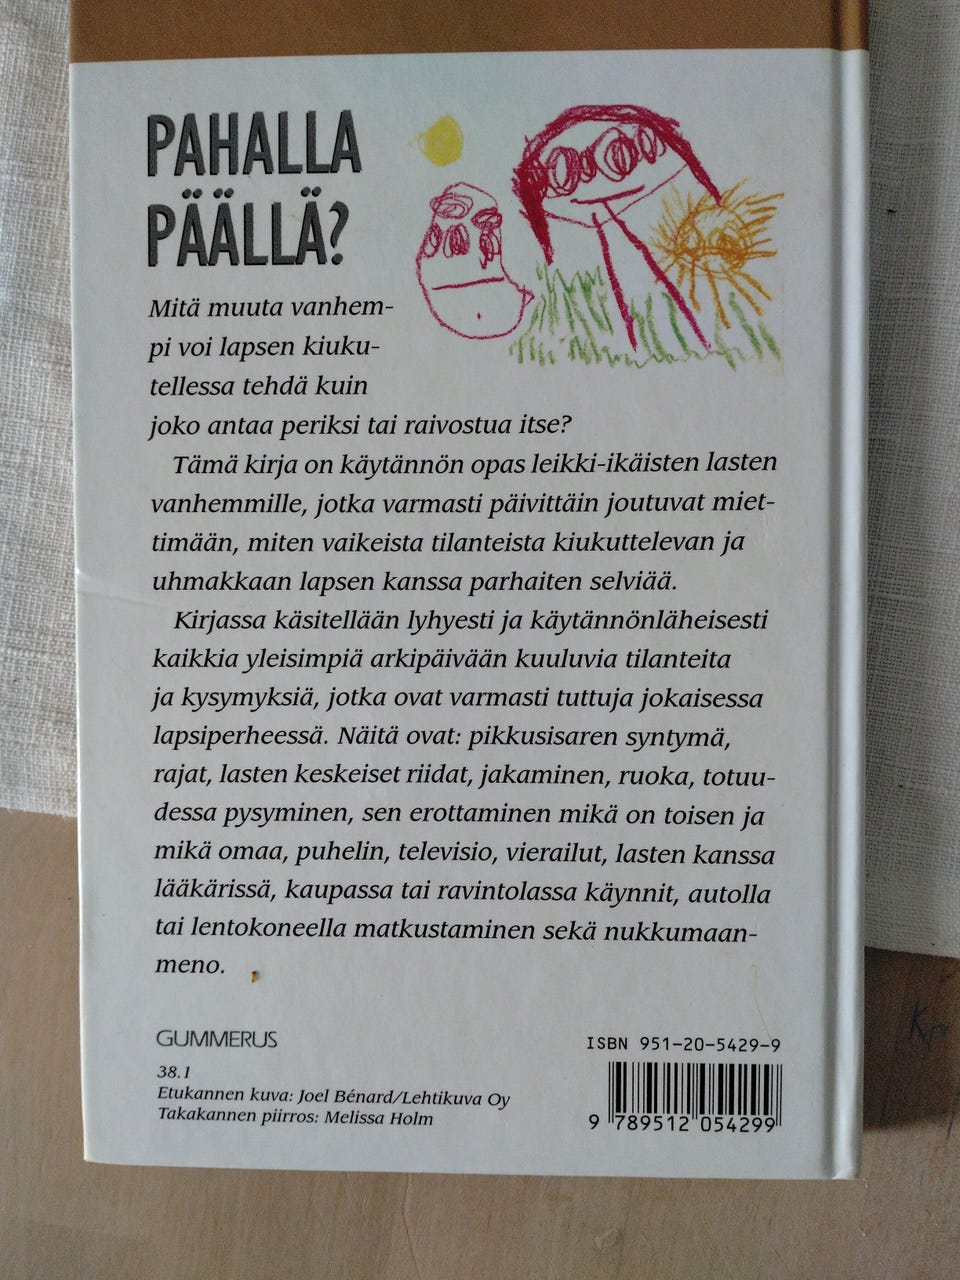 PAHALLA
PÄÄLLÄ?
Mitä muuta vanhem-
pi voi lapsen kiuku-
tellessa tehdä kuin
joko antaa periksi tai raivostua itse?
Tämä kirja on käytännön opas leikki-ikäisten lasten
vanhemmille, jotka varmasti päivittäin joutuvat miet-
timään, miten vaikeista tilanteista kiukuttelevan ja
uhmakkaan lapsen kanssa parhaiten selviää.
Kirjassa käsitellään lyhyesti ja käytännönläheisesti
kaikkia yleisimpiä arkipäivään kuuluvia tilanteita
ja kysymyksiä, jotka ovat varmasti tuttuja jokaisessa
lapsiperheessä. Näitä ovat: pikkusisaren syntymä,
rajat, lasten keskeiset riidat, jakaminen, ruoka, totuu-
dessa pysyminen, sen erottaminen mikä on toisen ja
mikä omaa, puhelin, televisio, vierailut, lasten kanssa
lääkärissä, kaupassa tai ravintolassa käynnit, autolla
tai lentokoneella matkustaminen sekä nukkumaan-
meno.
GUMMERUS
38.1
Etukannen kuva: Joel Bénard/Lehtikuva Oy
Takakannen piirros: Melissa Holm
ISBN 951-20-5429-9
9 789512 054299